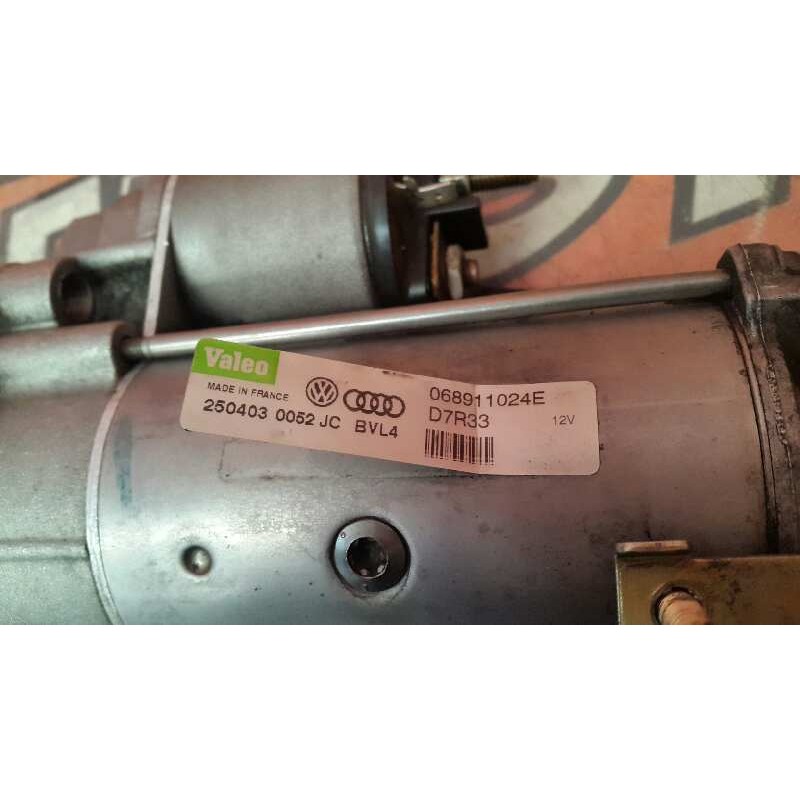 Valeo
MADE IN FRANCE
250403 0052 JC BVL4
068911024E
D7R33 12V